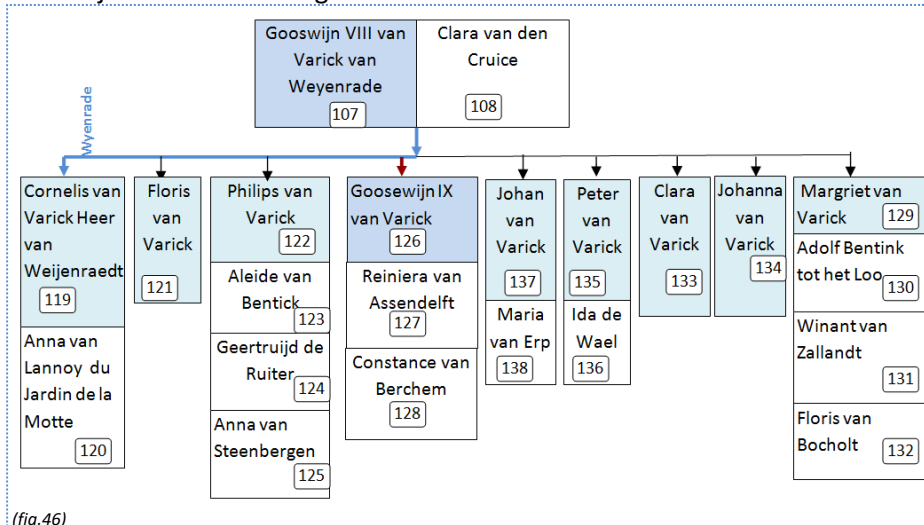 Gooswijn VIII van
Varick van
Weyenrade
107
Clara van den
Cruice
108
Wyenrade
Cornelis van
Varick Heer
van
Weijenraedt
119
Anna van
Lannoy du
Jardin de la
Motte
120
Floris
van
Varick
121
Philips van
Varick
122
Aleide van
Bentick
123
Geertruijd de
Ruiter
124
Anna van
Steenbergen
125
Goosewijn IX
van Varick
126
Reiniera van
Assendelft
127
Constance van
Berchem
128
Johan
van
Varick
137
Maria
van Erp
138
Peter
van
Varick
135
Ida de
Wael
136
Clara
van
Varick
133
Johanna
van
Varick
134
Margriet van
Varick
129
Adolf Bentink
tot het Loo
130
Winant van
Zallandt
131
Floris van
Bocholt
132
(fig.46)